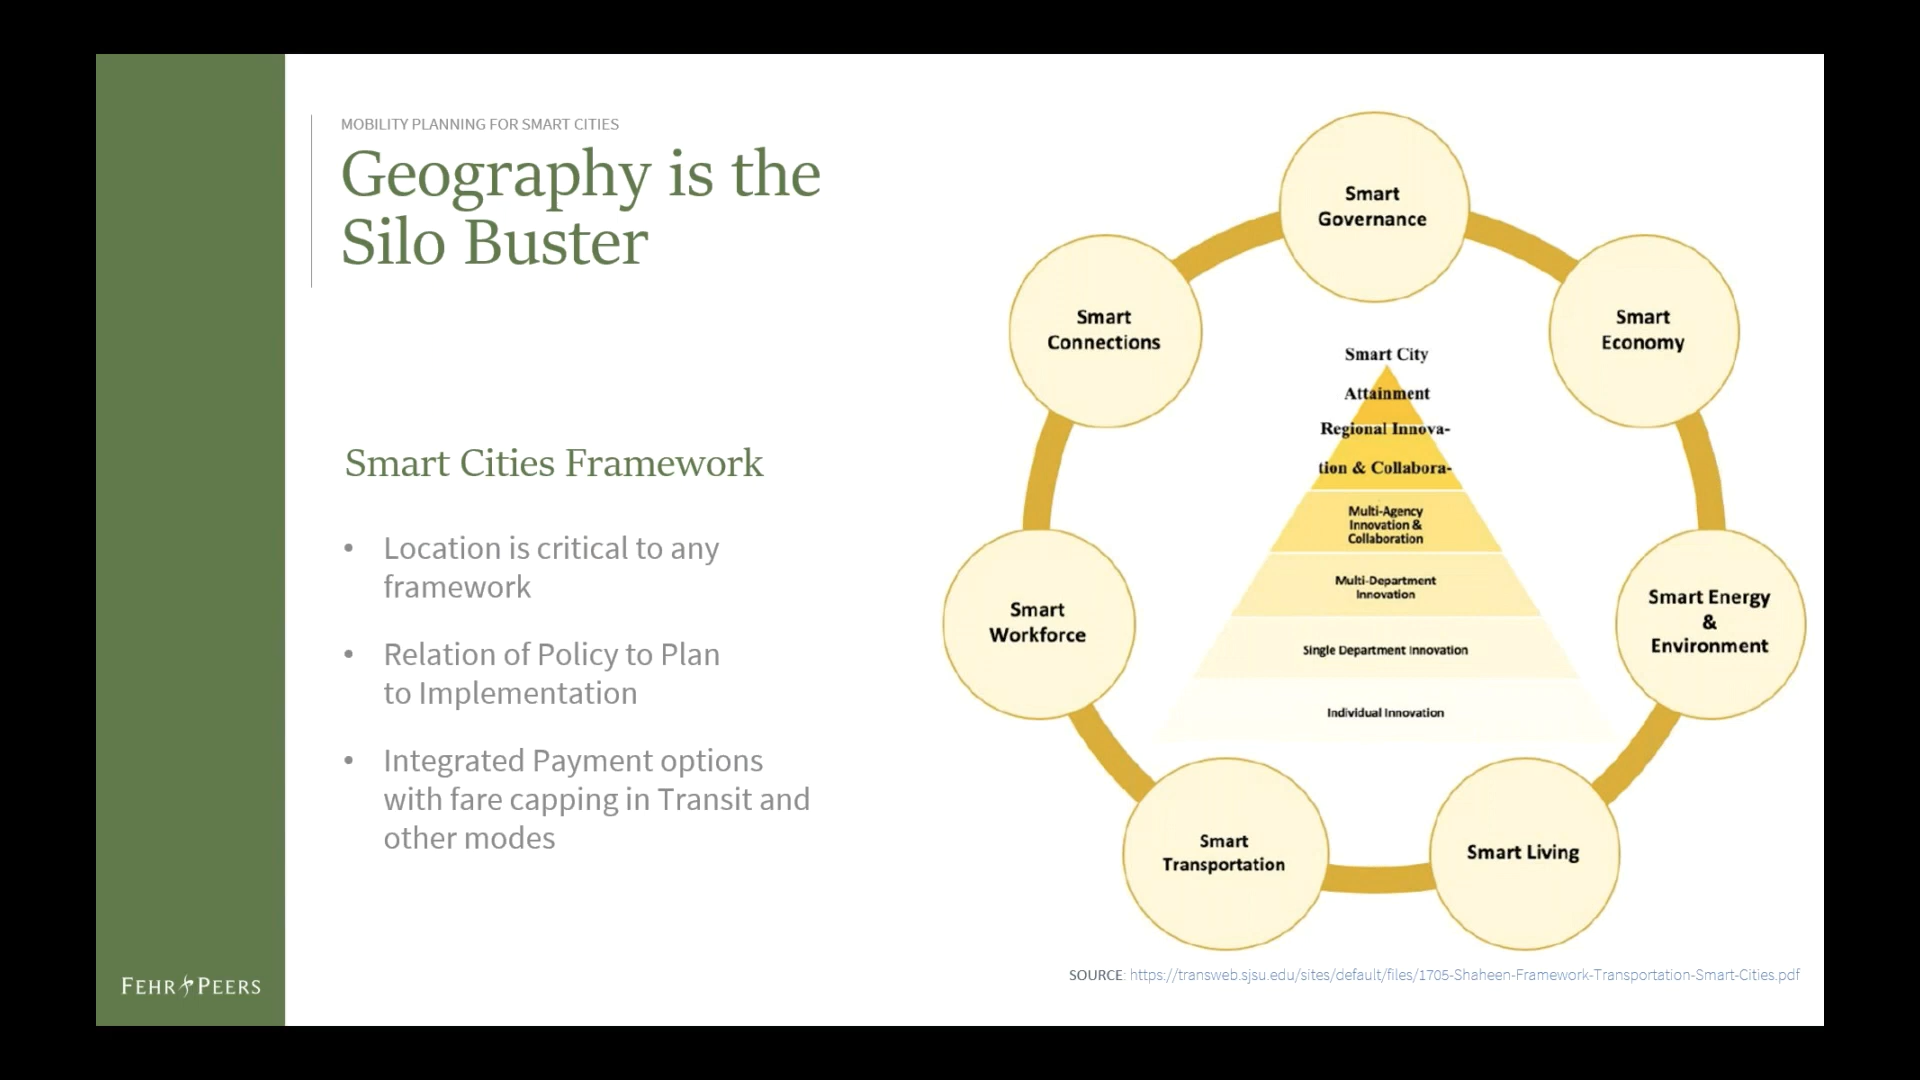 MOBILITY PLANNING FOR SMART CITIES
Geography is the
Silo Buster
Smart Cities Framework
• Location is critical to any
framework
• Relation of Policy to Plan
to Implementation
• Integrated Payment options
with fare capping in Transit and
other modes
FEHR PEERS
Smart
Governance
Smart
Economy
Smart Energy
&
Environment
Smart Living
Smart
Transportation
Smart
Workforce
Smart
Connections
Smart City
Attainment
Regional Innova-
tion & Collabora-
Multi-Agency
Innovation &
Collaboration
Multi-Department
Innovation
Single Department Innovation
Individual Innovation
SOURCE: https://transweb.sjsu.edu/sites/default/files/1705-Shaheen-Framework-Transportation-Smart-Cities.pdf